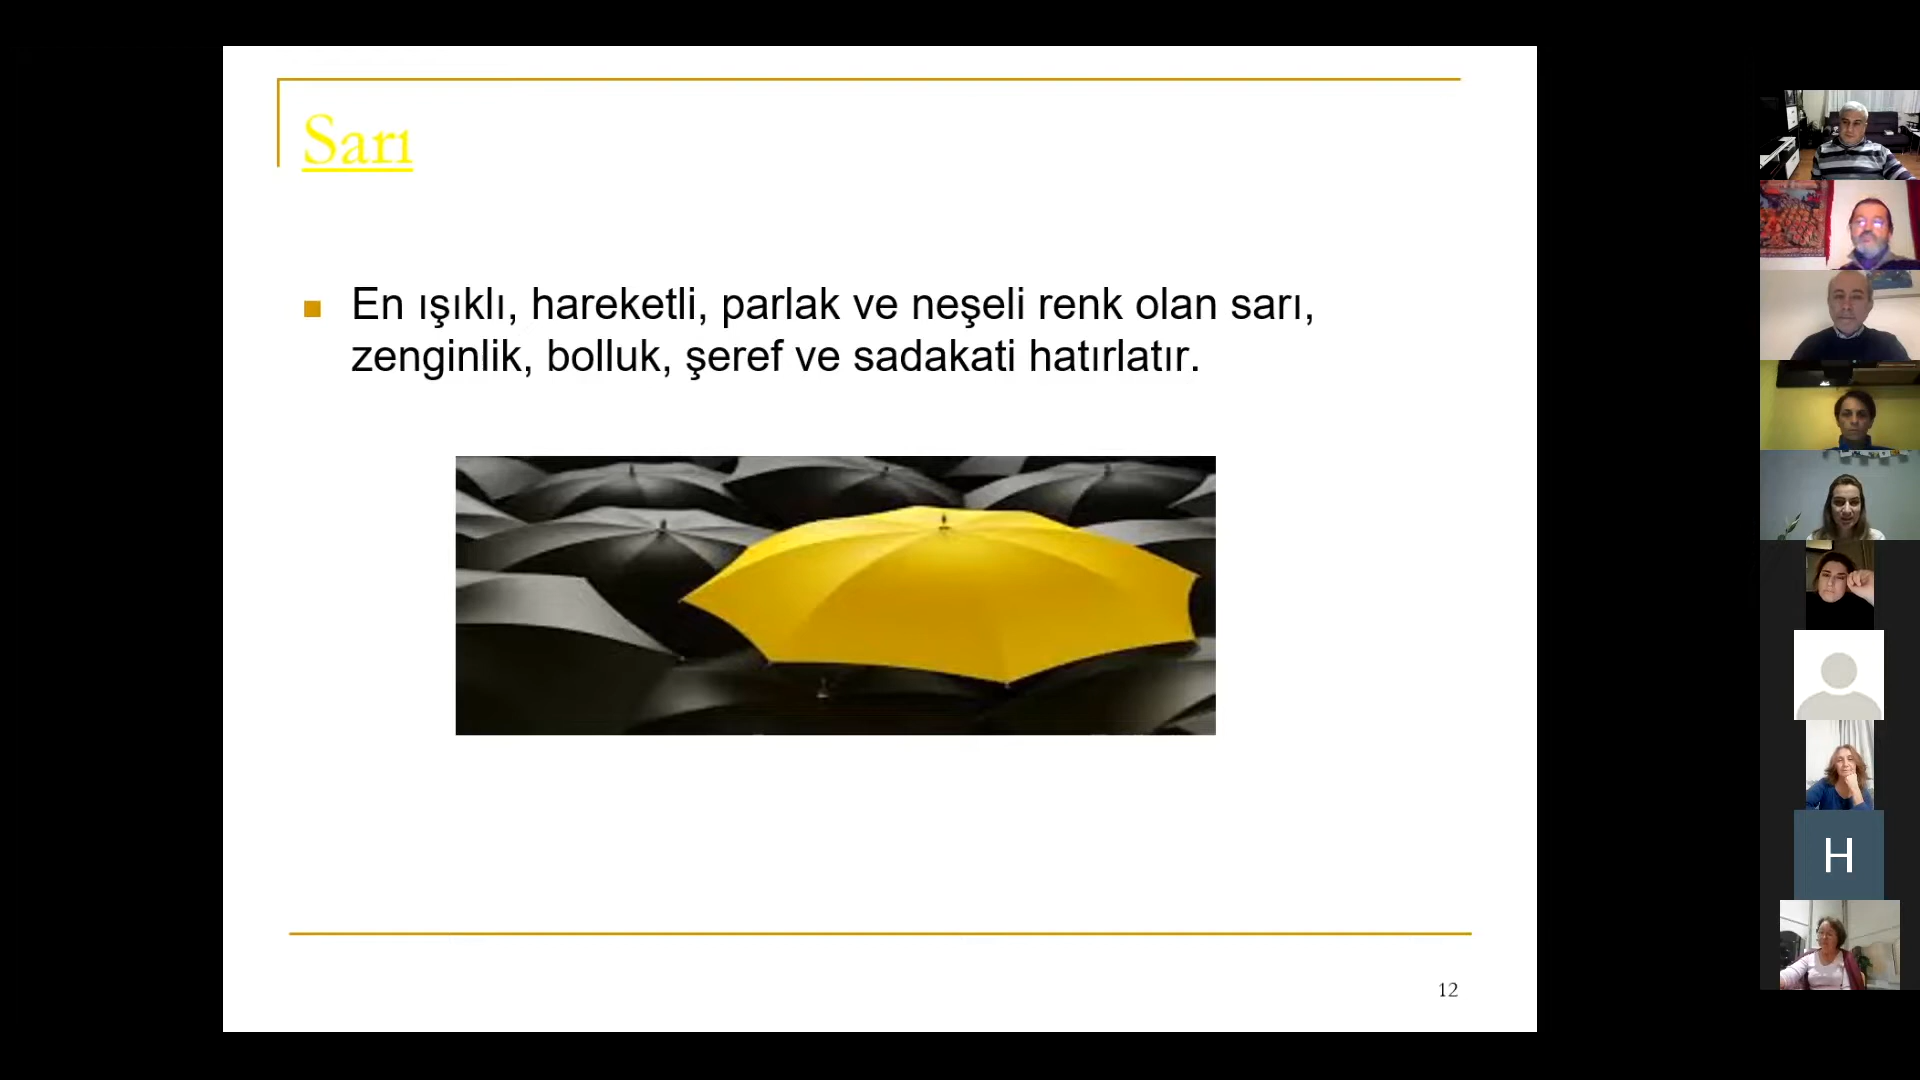 Sarı
En ışıklı, hareketli, parlak ve neşeli renk olan sarı,
zenginlik, bolluk, şeref ve sadakati hatırlatır.
12
H